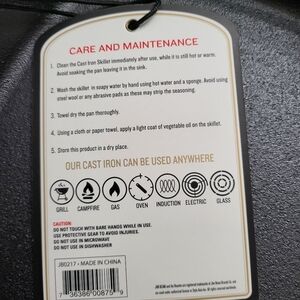 CARE AND MAINTENANCE
1. Clean the Cast Iron Skillet immediately after use, while it is still hot or warm.
Avoid soaking the pan leaving it in the sink.
2. Wash the skillet in soapy water by hand using hot water and a sponge. Avoid using
steel wool or any abrasive pads as these may strip the seasoning.
3. Towel dry the pan thoroughly.
4. Using a cloth or paper towel, apply a light coat of vegetable oil on the skillet.
5. Store this product in a dry place.
OUR CAST IRON CAN BE USED ANYWHERE
GRILL CAMPFIRE GAS OVEN INDUCTION ELECTRIC GLASS
CAUTION:
DO NOT TOUCH WITH BARE HANDS WHILE IN USE.
USE PROTECTIVE GEAR TO AVOID INJURIES.
DO NOT USE IN MICROWAVE
DO NOT USE IN DISHWASHER
JB0217 - MADE IN CHINA
7 36386 00875 9